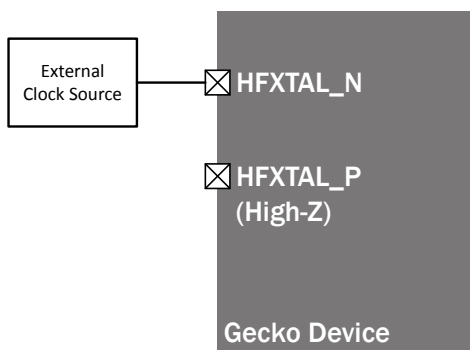 External
Clock Source
HFXTAL_N
HFXTAL_P
(High-Z)
Gecko Device